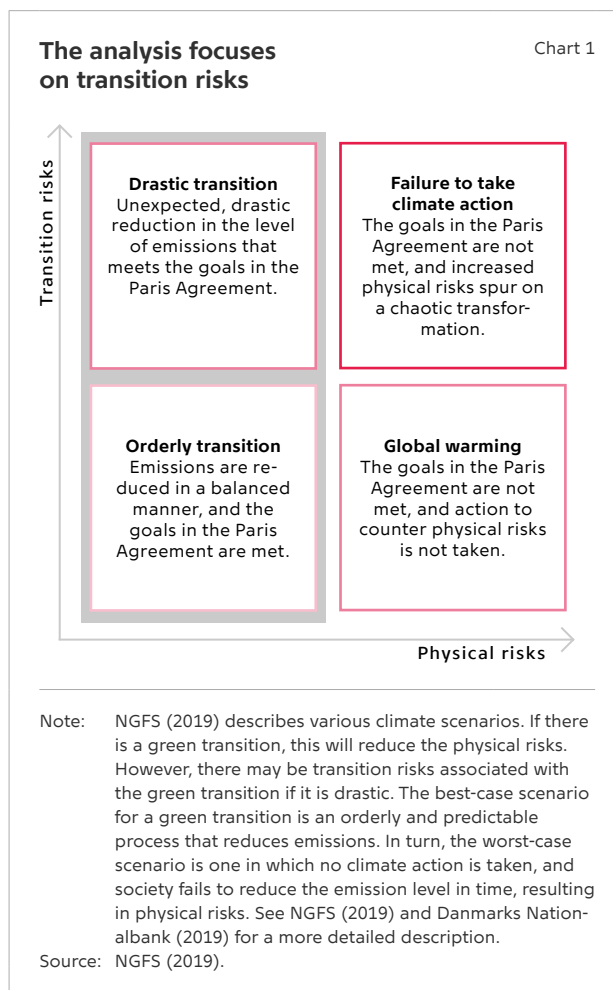 The analysis focuses
on transition risks
Chart 1
Transition risks
Drastic transition
Unexpected, drastic
reduction in the level
of emissions that
meets the goals in the
Paris Agreement.
Failure to take
climate action
The goals in the Paris
Agreement are not
met, and increased
physical risks spur on
a chaotic transfor-
mation.
Orderly transition
Emissions are re-
duced in a balanced
manner, and the
goals in the Paris
Agreement are met.
Global warming
The goals in the Paris
Agreement are not
met, and action to
counter physical risks
is not taken.
Physical risks
Note: NGFS (2019) describes various climate scenarios. If there
is a green transition, this will reduce the physical risks.
However, there may be transition risks associated with
the green transition if it is drastic. The best-case scenario
for a green transition is an orderly and predictable
process that reduces emissions. In turn, the worst-case
scenario is one in which no climate action is taken, and
society fails to reduce the emission level in time, resulting
in physical risks. See NGFS (2019) and Danmarks Nation-
albank (2019) for a more detailed description.
Source: NGFS (2019).